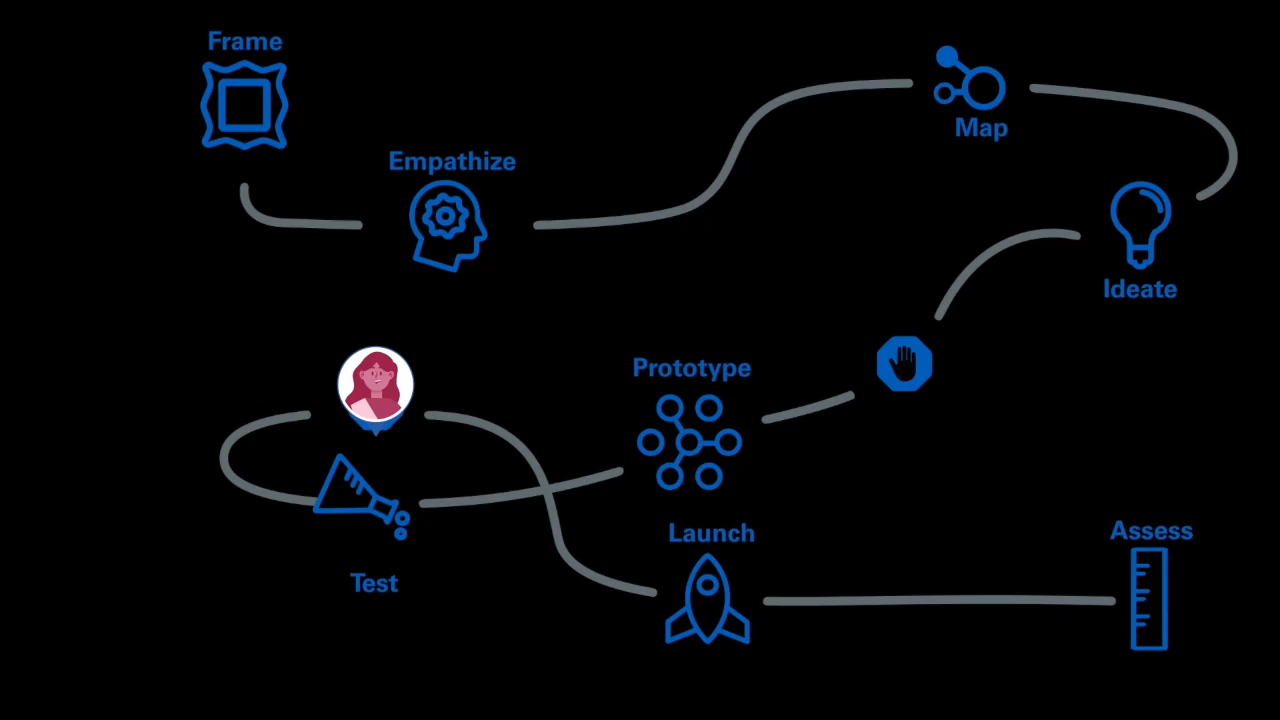 Frame
Empathize
Map
Ideate
Prototype
Test
Launch
Assess